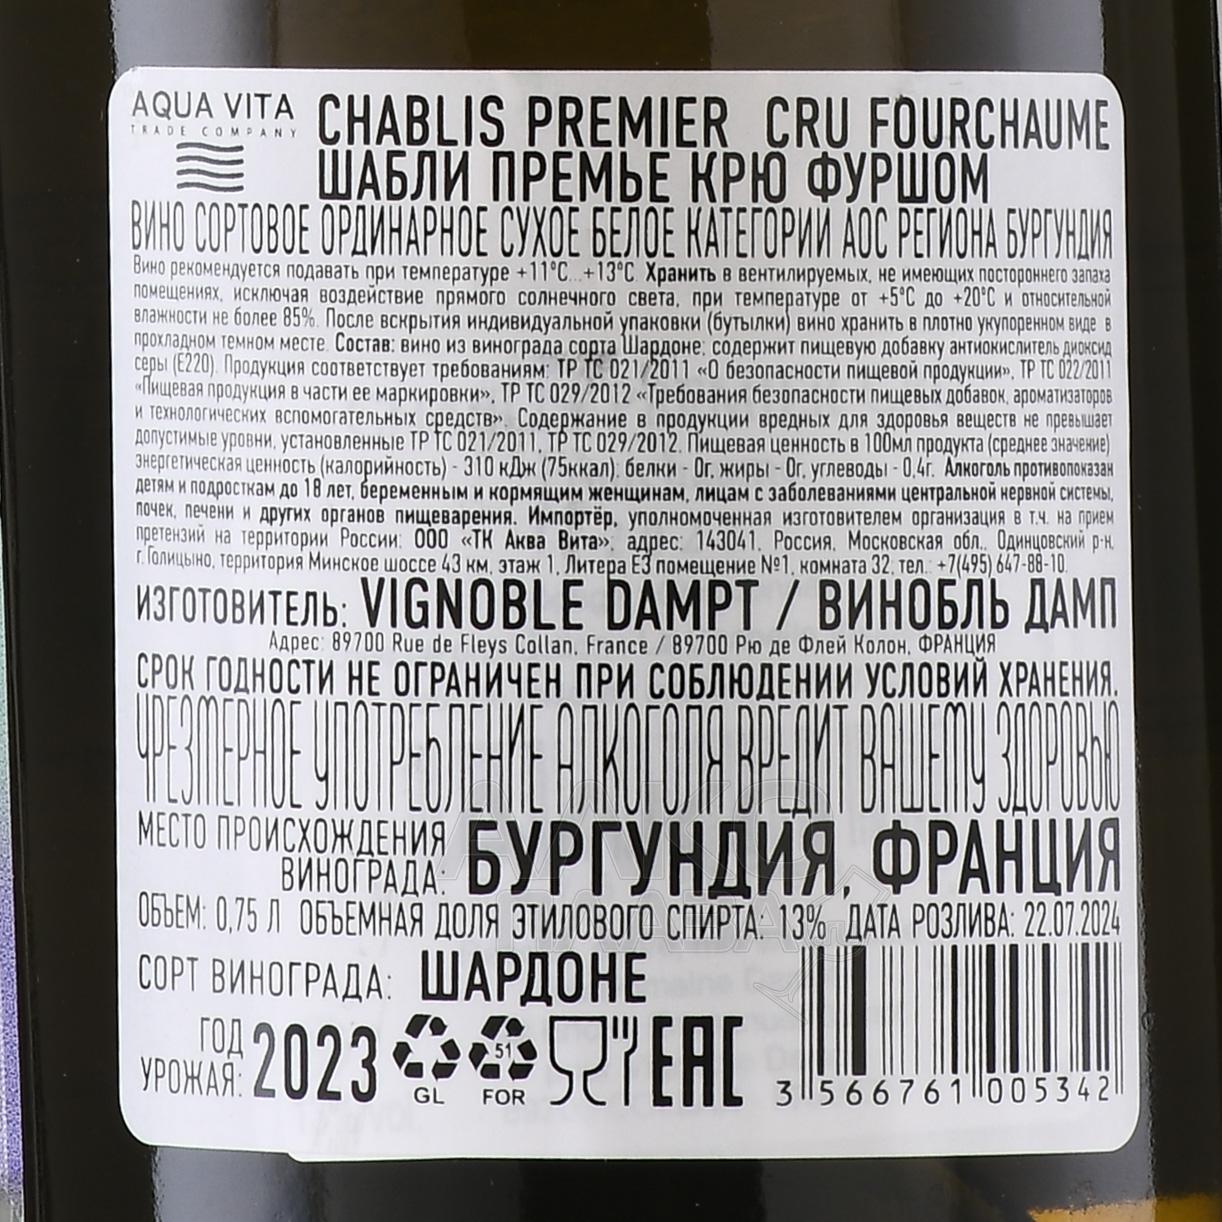 AQUA VITA
TRADE COMPANY
CHABLIS PREMIER CRU FOURCHAUME
ШАБЛИ ПРЕМЬЕ КРЮ ФУРШОМ
ВИНО СОРТОВОЕ ОРДИНАРНОЕ СУХОЕ БЕЛОЕ КАТЕГОРИИ АОС РЕГИОНА БУРГУНДИЯ
Вино рекомендуется подавать при температуре +11°С...+13°С. Хранить в вентилируемых, не имеющих постороннего запаха
помещениях, исключая воздействие прямого солнечного света, при температуре от +5°С до +20°С и относительной
влажности не более 85%. После вскрытия индивидуальной упаковки (бутылки) вино хранить в плотно укупоренном виде в
прохладном темном месте. Состав: вино из винограда сорта Шардоне; содержит пищевую добавку антиокислитель диоксид
серы (Е220). Продукция соответствует требованиям: ТР ТС 021/2011 «О безопасности пищевой продукции», ТР ТС 022/2011
«Пищевая продукция в части ее маркировки», ТР ТС 029/2012 «Требования безопасности пищевых добавок, ароматизаторов
и технологических вспомогательных средств». Содержание в продукции вредных для здоровья веществ не превышает
допустимые уровни, установленные ТР ТС 021/2011, ТР ТС 029/2012. Пищевая ценность в 100мл продукта (среднее значение)
энергетическая ценность (калорийность) - 310 кДж (75ккал): белки - 0г, жиры - 0г, углеводы - 0,4г. Алкоголь противопоказан
детям и подросткам до 18 лет, беременным и кормящим женщинам, лицам с заболеваниями центральной нервной системы,
почек, печени и других органов пищеварения. Импортёр, уполномоченная изготовителем организация в т.ч. на прием
претензий на территории России: ООО «ТК Аква Вита»; адрес: 143041, Россия, Московская обл., Одинцовский р-н,
г.Голицыно, территория Минское шоссе 43 км, этаж 1, Литера Е3 помещение №1, комната 32, тел.: +7(495) 647-88-10.
ИЗГОТОВИТЕЛЬ: VIGNOBLE DAMPT / ВИНОБЛЬ ДАМП
Адрес: 89700 Rue de Fleys Collan, France / 89700 Рю де Флей Колон, ФРАНЦИЯ
СРОК ГОДНОСТИ НЕ ОГРАНИЧЕН ПРИ СОБЛЮДЕНИИ УСЛОВИЙ ХРАНЕНИЯ.
ЧРЕЗМЕРНОЕ УПОТРЕБЛЕНИЕ АЛКОГОЛЯ ВРЕДИТ ВАШЕМУ ЗДОРОВЬЮ
МЕСТО ПРОИСХОЖДЕНИЯ
ВИНОГРАДА: БУРГУНДИЯ, ФРАНЦИЯ
ОБЪЕМ: 0,75 Л ОБЪЕМНАЯ ДОЛЯ ЭТИЛОВОГО СПИРТА: 13% ДАТА РОЗЛИВА: 22.07.2024
СОРТ ВИНОГРАДА: ШАРДОНЕ
ГОД
УРОЖАЯ: 2023
GL
51
FOR
EAC
3 566761 005342